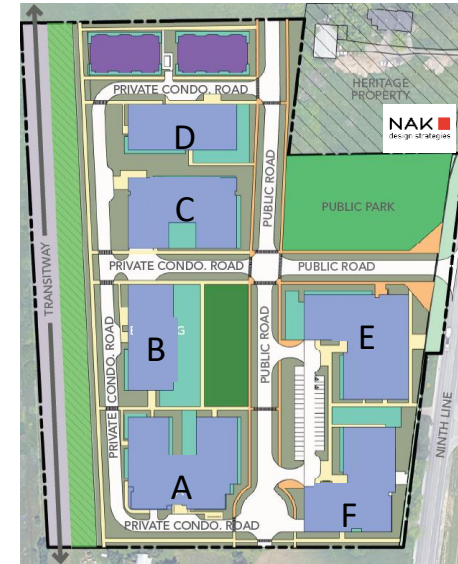 PRIVATE CONDO. ROAD
HERITAGE
PROPERTY
NAK
design strategies
D
C
PUBLIC ROAD
PUBLIC PARK
TRANSITWAY
PRIVATE CONDO. ROAD
PUBLIC ROAD
B
G
E
PRIVATE CONDO. ROAD
PUBLIC ROAD
NINTH LINE
A
F
PRIVATE CONDO. ROAD